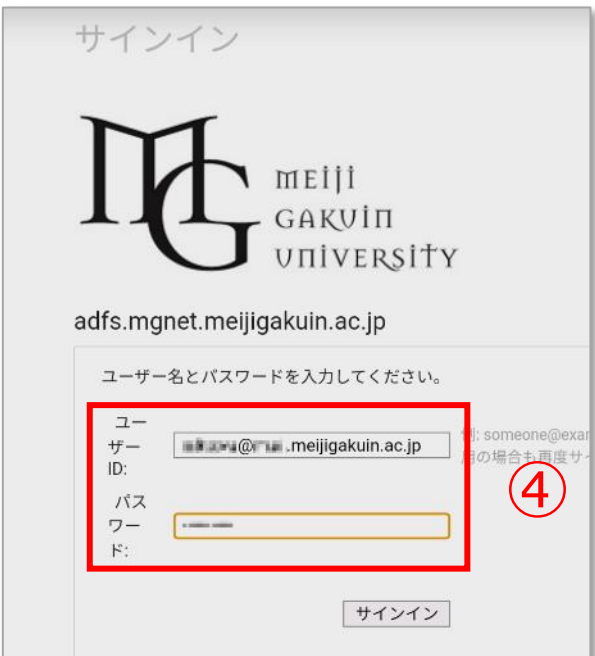 サインイン
MG
MEIJI
GAKUIN
UNIVERSITY
adfs.mgnet.meijigakuin.ac.jp
ユーザー名とパスワードを入力してください。
ユー
ザー
ID:
.meijigakuin.ac.jp
例: someone@exar
用の場合も再度サイ
パス
ワー
ド:
④
サインイン